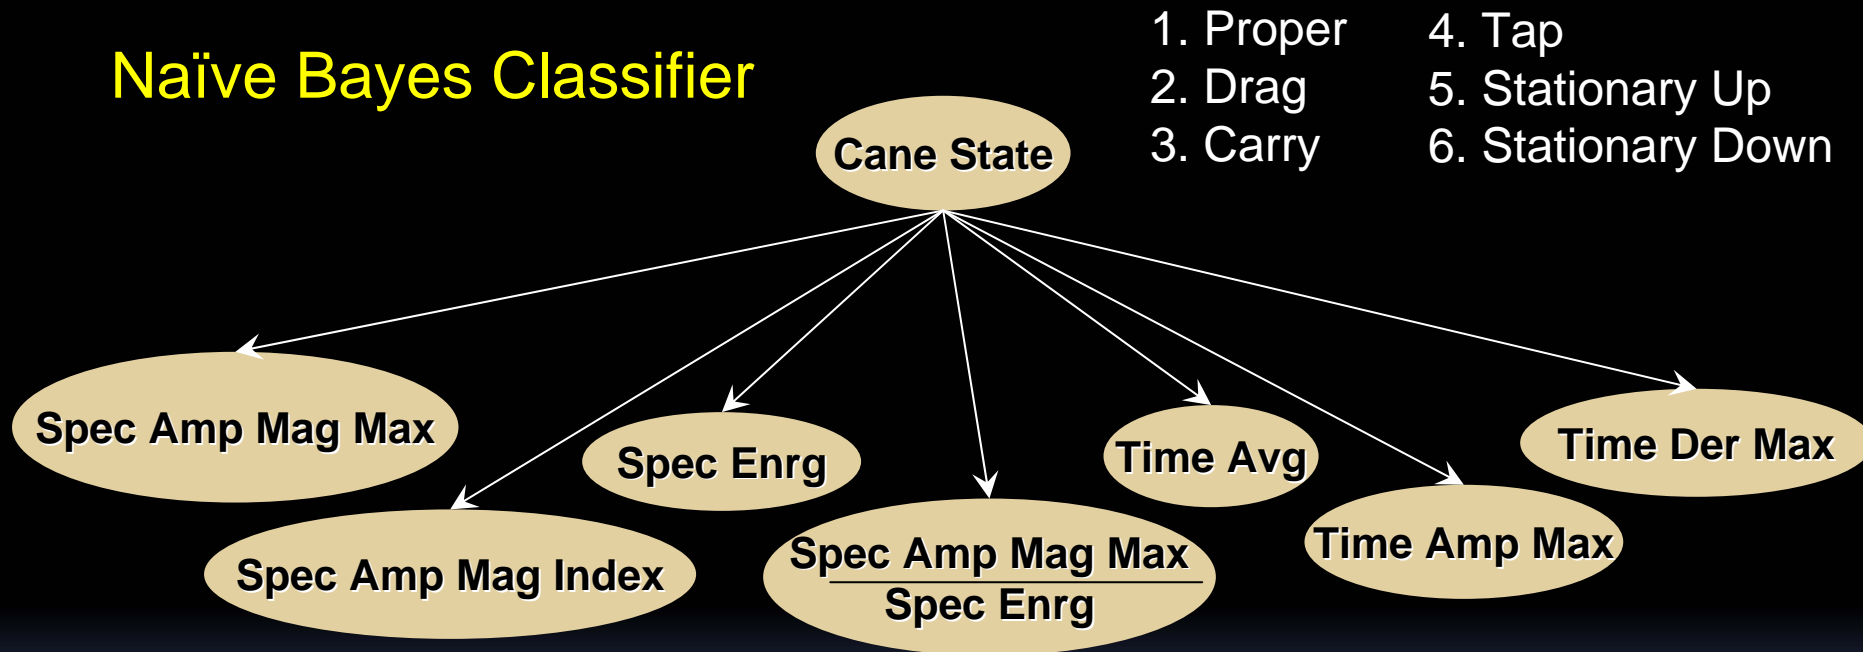 Naïve Bayes Classifier
1. Proper
2. Drag
3. Carry
4. Tap
5. Stationary Up
6. Stationary Down
Cane State
Spec Amp Mag Max
Spec Amp Mag Index
Spec Enrg
Spec Amp Mag Max
Spec Enrg
Time Avg
Time Amp Max
Time Der Max